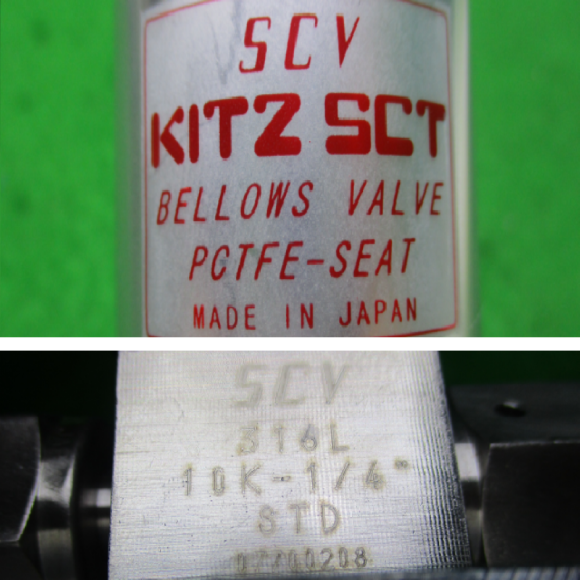 SCV
KITZ SCT
BELLOWS VALVE
PCTFE-SEAT
MADE IN JAPAN
SCV
316L
10K-1/4"
STD